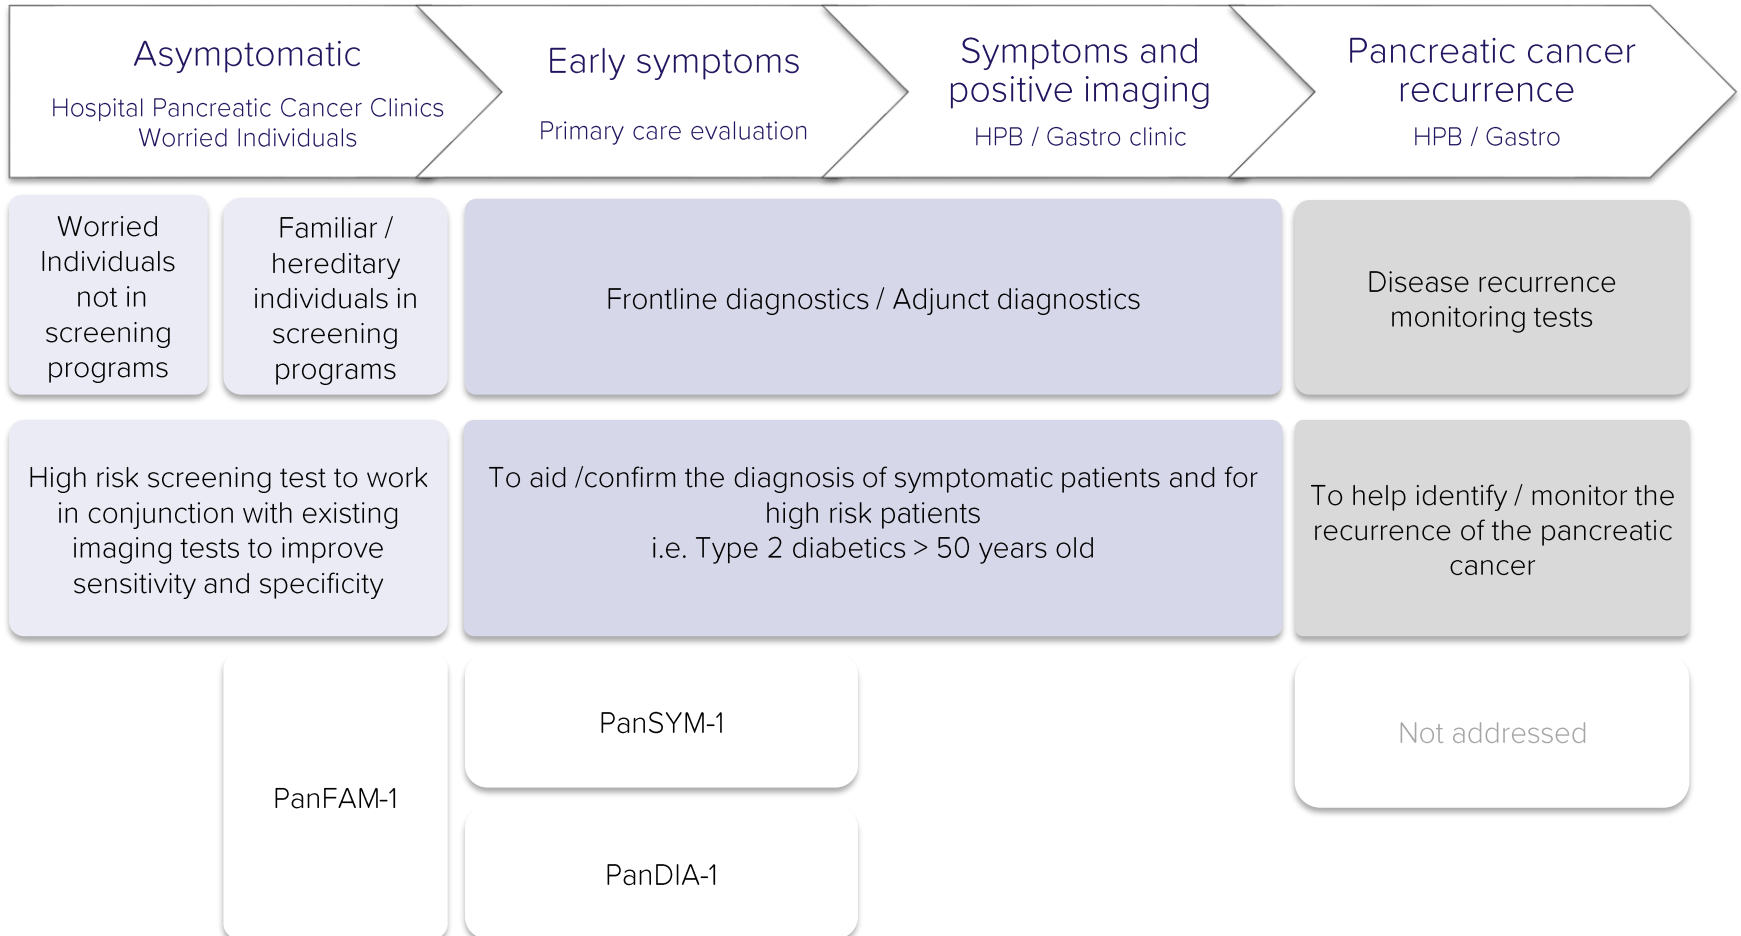 Asymptomatic
Hospital Pancreatic Cancer Clinics
Worried Individuals
Early symptoms
Primary care evaluation
Symptoms and
positive imaging
HPB / Gastro clinic
Pancreatic cancer
recurrence
HPB / Gastro
Worried
Individuals
not in
screening
programs
Familiar /
hereditary
individuals in
screening
programs
Frontline diagnostics / Adjunct diagnostics
Disease recurrence
monitoring tests
High risk screening test to work
in conjunction with existing
imaging tests to improve
sensitivity and specificity
To aid /confirm the diagnosis of symptomatic patients and for
high risk patients
i.e. Type 2 diabetics > 50 years old
To help identify / monitor the
recurrence of the pancreatic
cancer
PanFAM-1
PanSYM-1
PanDIA-1
Not addressed